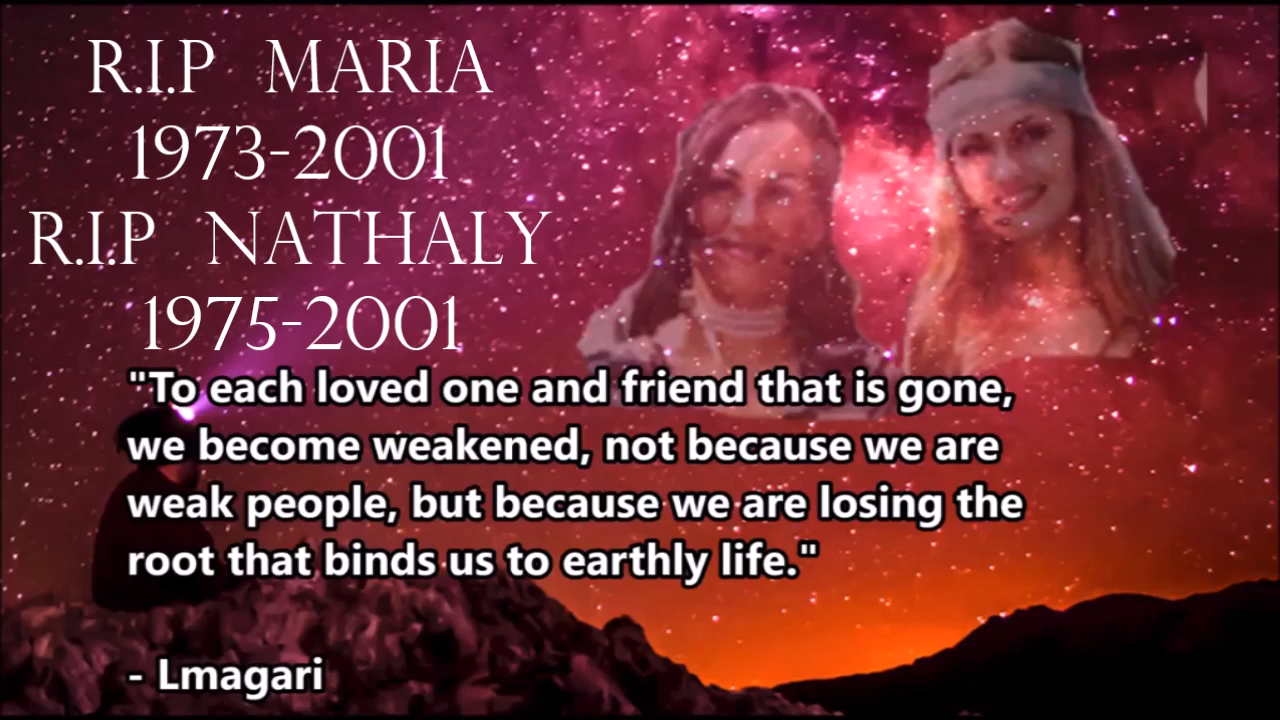 R.I.P MARIA
1973-2001
R.I.P NATHALY
1975-2001
"To each loved one and friend that is gone,
we become weakened, not because we are
weak people, but because we are losing the
root that binds us to earthly life."
- Lmagari